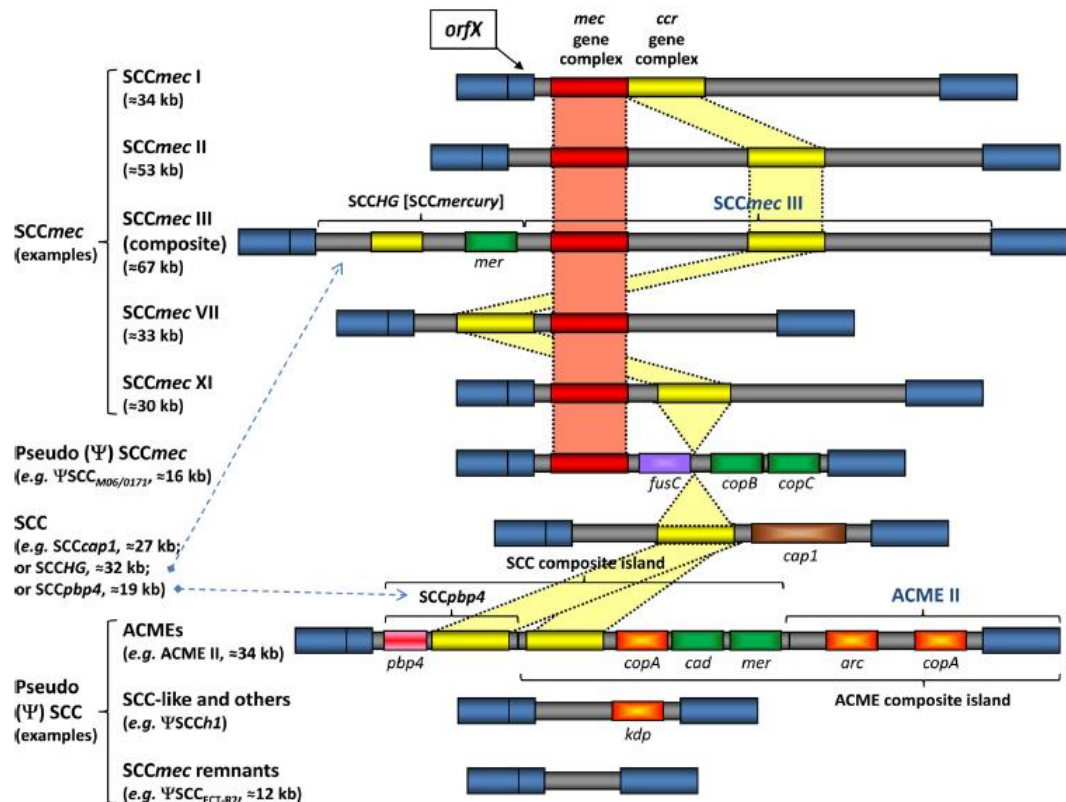 orfX
mec
gene
complex
ccr
gene
complex
SCCmec I
(≈34 kb)
SCCmec II
(≈53 kb)
SCCHG [SCCmercury]
SCCmec III
SCCmec
(examples)
SCCmec III
(composite)
(≈67 kb)
mer
SCCmec VII
(≈33 kb)
SCCmec XI
(≈30 kb)
Pseudo (Ψ) SCCmec
(e.g. ΨSCCM06/0171, ≈16 kb)
fusC
copB
copC
SCC
(e.g. SCCcap1, ≈27 kb;
or SCCHG, ≈32 kb;
or SCCpbp4, ≈19 kb)
cap1
SCC composite island
SCCpbp4
ACME II
ACMEs
(e.g. ACME II, ≈34 kb)
pbp4
copA
cad
mer
arc
copA
ACME composite island
Pseudo
(Ψ) SCC
(examples)
SCC-like and others
(e.g. ΨSCCh1)
kdp
SCCmec remnants
(e.g. ΨSCCECT-R2, ≈12 kb)